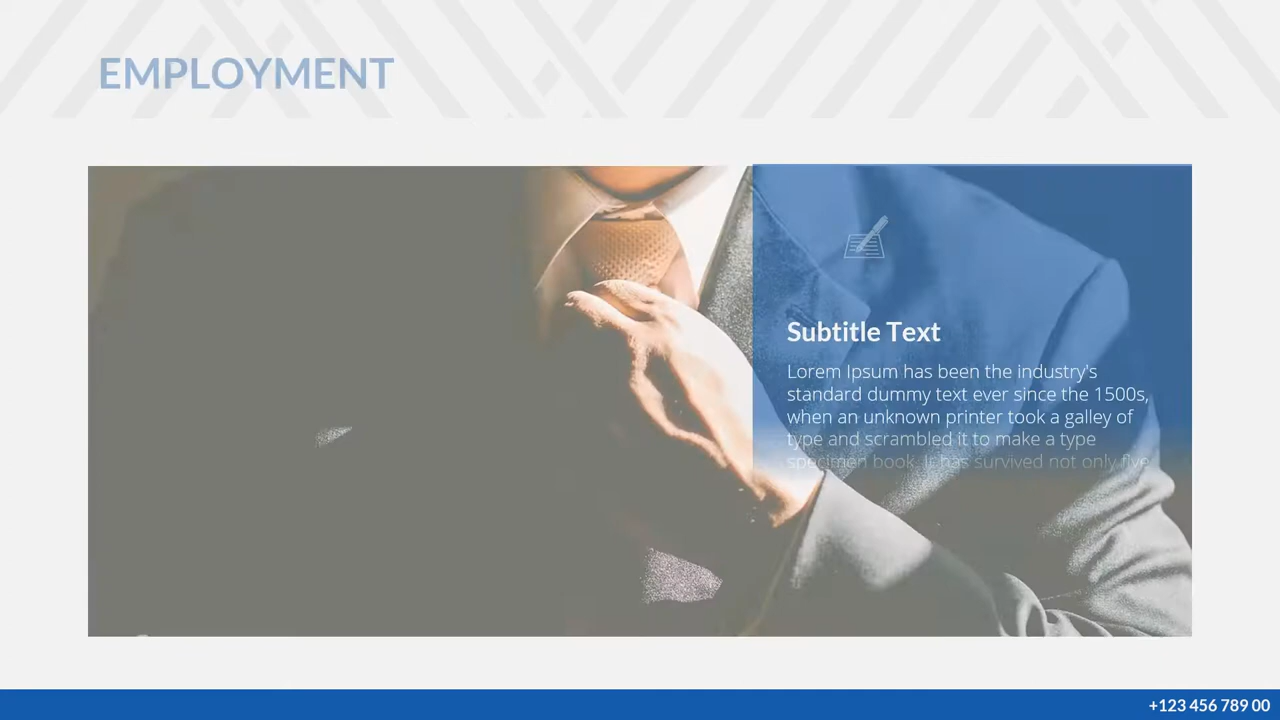 EMPLOYMENT
Subtitle Text
Lorem Ipsum has been the industry's
standard dummy text ever since the 1500s,
when an unknown printer took a galley of
type and scrambled it to make a type
specimen book. It has survived not only five
+123 456 789 00